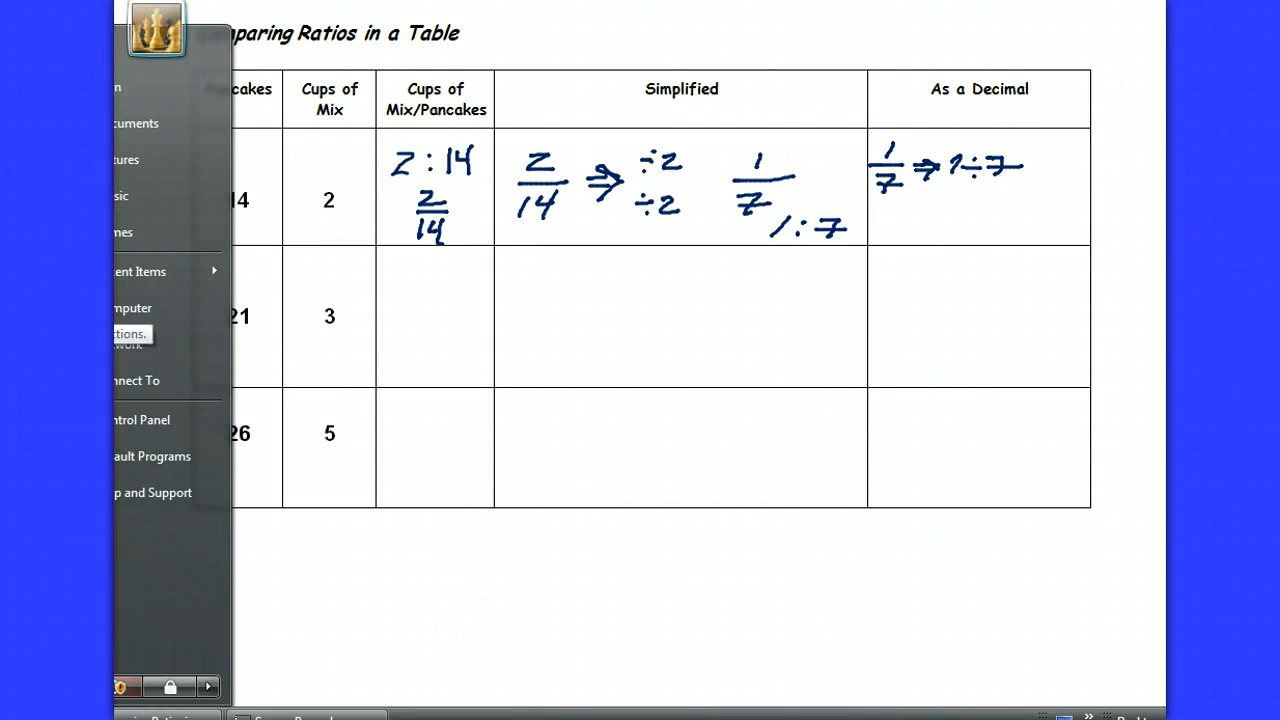 mparing Ratios in a Table
cakes
Cups of
Mix
Cups of
Mix/Pancakes
Simplified
As a Decimal
14
2
2 : 14
2
14
2
14
⇒
÷2
÷2
1
7
1 : 7
1
7
⇒ 1 ÷ 7
21
3
26
5
n
cuments
tures
sic
mes
cent Items
mputer
ctions.
twork
nnect To
ntrol Panel
ault Programs
p and Support